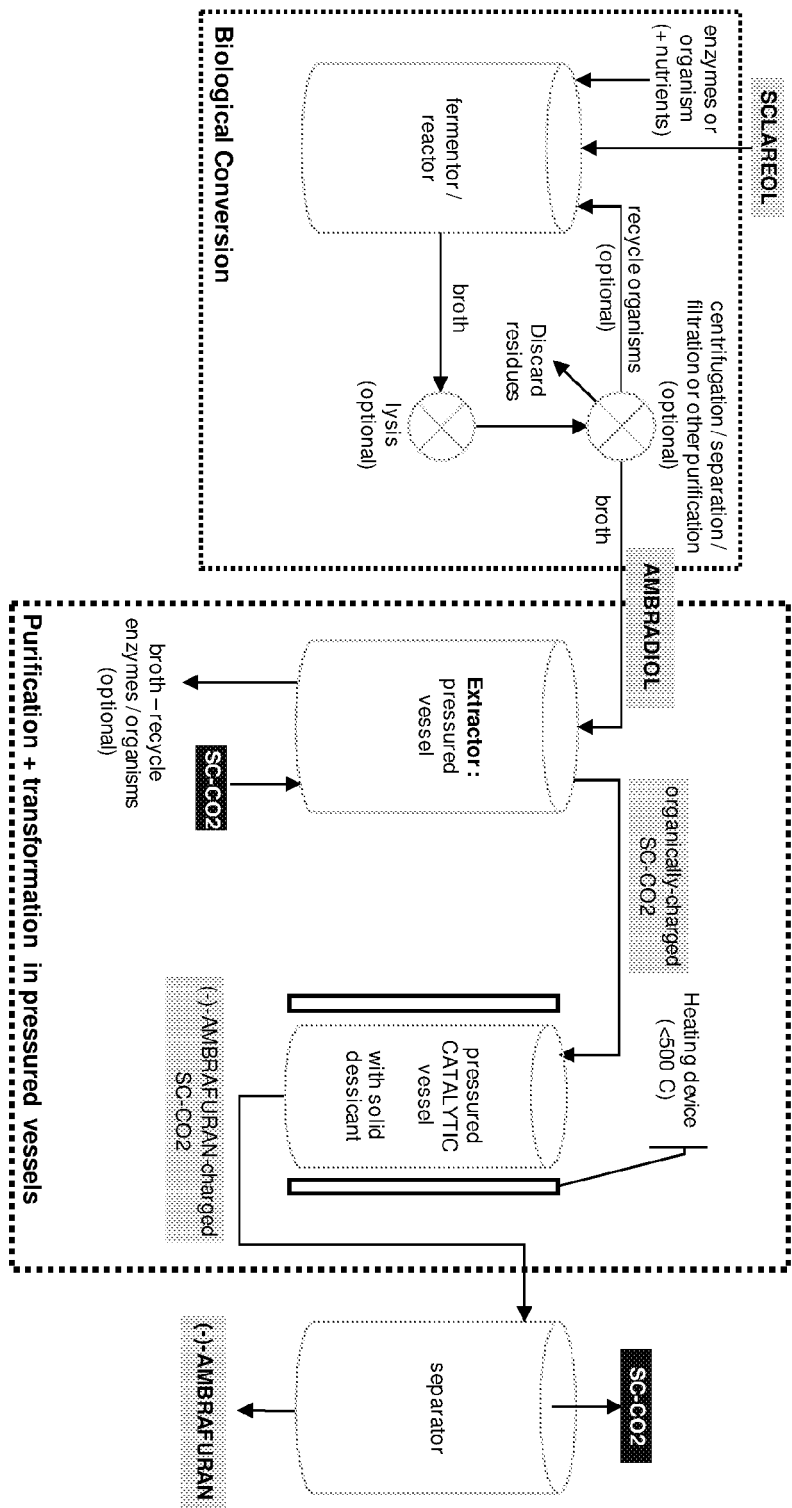 SCLAREOL
enzymes or
organism
(+ nutrients)
recycle organisms
(optional)
centrifugation / separation /
filtration or other purification
(optional)
fermentor /
reactor
broth
Discard
residues
lysis
(optional)
broth
Biological Conversion
AMBRADIOL
Extractor :
pressured
vessel
broth – recycle
enzymes / organisms
(optional)
SC-CO2
organically-charged
SC-CO2
Heating device
(<500 C)
pressured
CATALYTIC
vessel
with solid
dessicant
(-)-AMBRAFURAN-charged
SC-CO2
Purification + transformation in pressured vessels
SC-CO2
separator
(-)-AMBRAFURAN